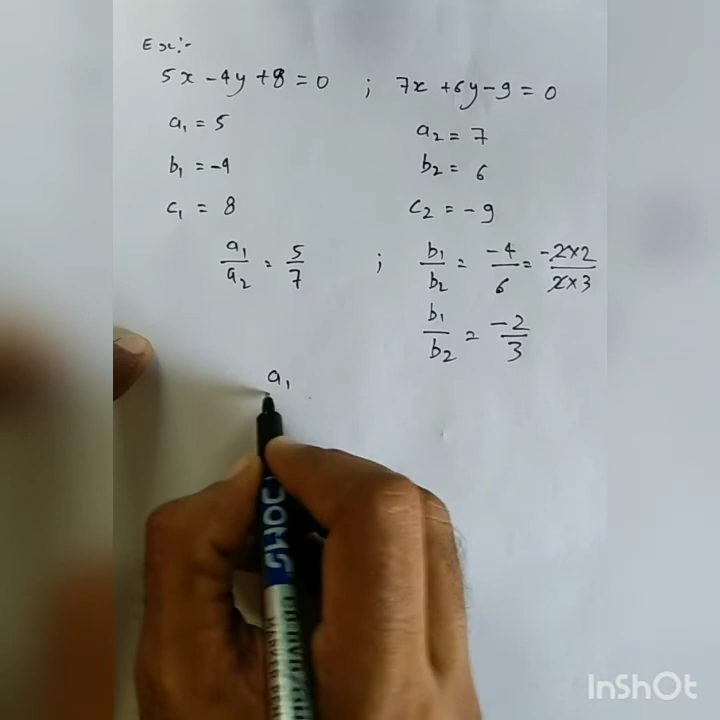 Ex:-
5x - 4y + 8 = 0 ; 7x + 6y - 9 = 0
a₁ = 5 a₂ = 7
b₁ = -4 b₂ = 6
c₁ = 8 c₂ = -9
a₁/a₂ = 5/7 ; b₁/b₂ = -4/6 = -2×2/2×3
b₁/b₂ = -2/3
a₁
DOMS
InShOt